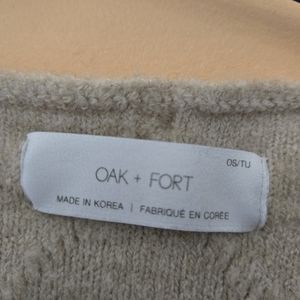 OS/TU
OAK + FORT
MADE IN KOREA | FABRIQUÉ EN CORÉE